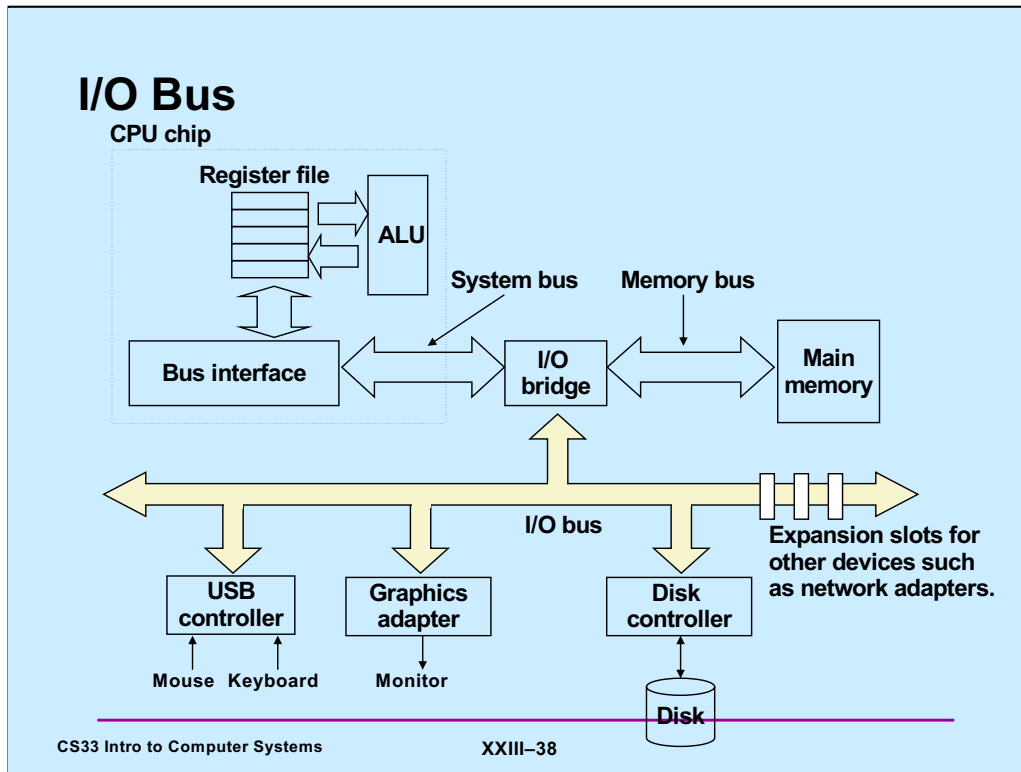 I/O Bus
CPU chip
Register file
ALU
System bus
Memory bus
Bus interface
I/O
bridge
Main
memory
I/O bus
Expansion slots for
other devices such
as network adapters.
USB
controller
Graphics
adapter
Disk
controller
Mouse
Keyboard
Monitor
Disk
CS33 Intro to Computer Systems
XXIII–38